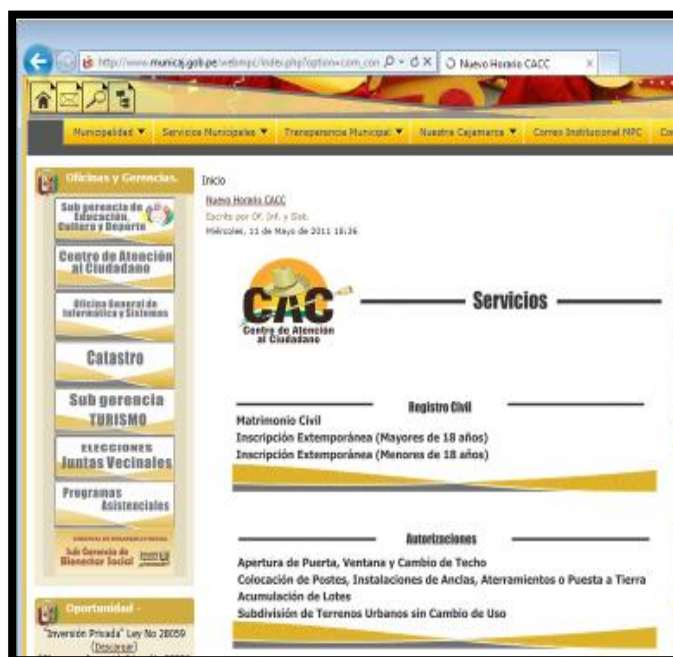 http://www.municaj.gob.pe/webmpc/index.php?option=com_con
Nuevo Horario CACC
Municipalidad
Servicios Municipales
Transparencia Municipal
Nuestra Cajamarca
Correo Institucional MPC
Oficinas y Gerencias.
Sub gerencia de
Educación,
Cultura y Deporte
Centro de Atención
al Ciudadano
Oficina General de
Informática y Sistemas
Catastro
Sub gerencia
TURISMO
ELECCIONES
Juntas Vecinales
Programas
Asistenciales
Sub Gerencia de
Bienestar Social
Oportunidad -
"Inversión Privada" Ley No 28059
(Descargar)
Inicio
Nuevo Horario CACC
Escrito por Of. Inf. y Sist.
Miércoles, 11 de Mayo de 2011 18:36
CAC
Centro de Atención
al Ciudadano
Servicios
Registro Civil
Matrimonio Civil
Inscripción Extemporánea (Mayores de 18 años)
Inscripción Extemporánea (Menores de 18 años)
Autorizaciones
Apertura de Puerta, Ventana y Cambio de Techo
Colocación de Postes, Instalaciones de Anclas, Aterramientos o Puesta a Tierra
Acumulación de Lotes
Subdivisión de Terrenos Urbanos sin Cambio de Uso